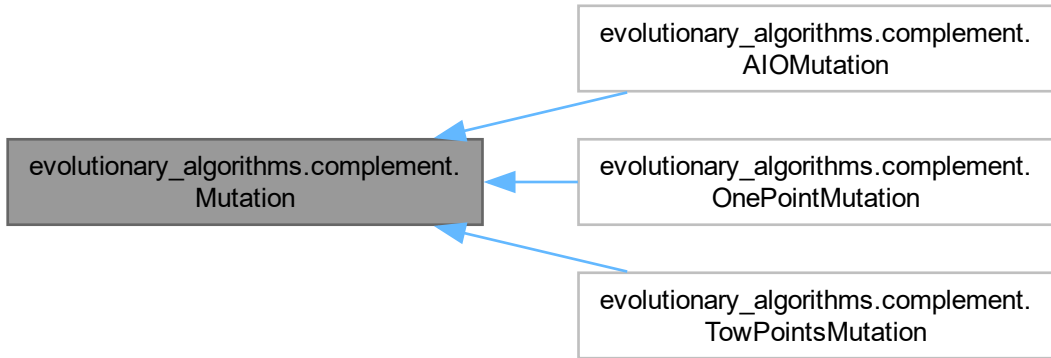 evolutionary_algorithms.complement.
AIOMutation
evolutionary_algorithms.complement.
Mutation
evolutionary_algorithms.complement.
OnePointMutation
evolutionary_algorithms.complement.
TowPointsMutation